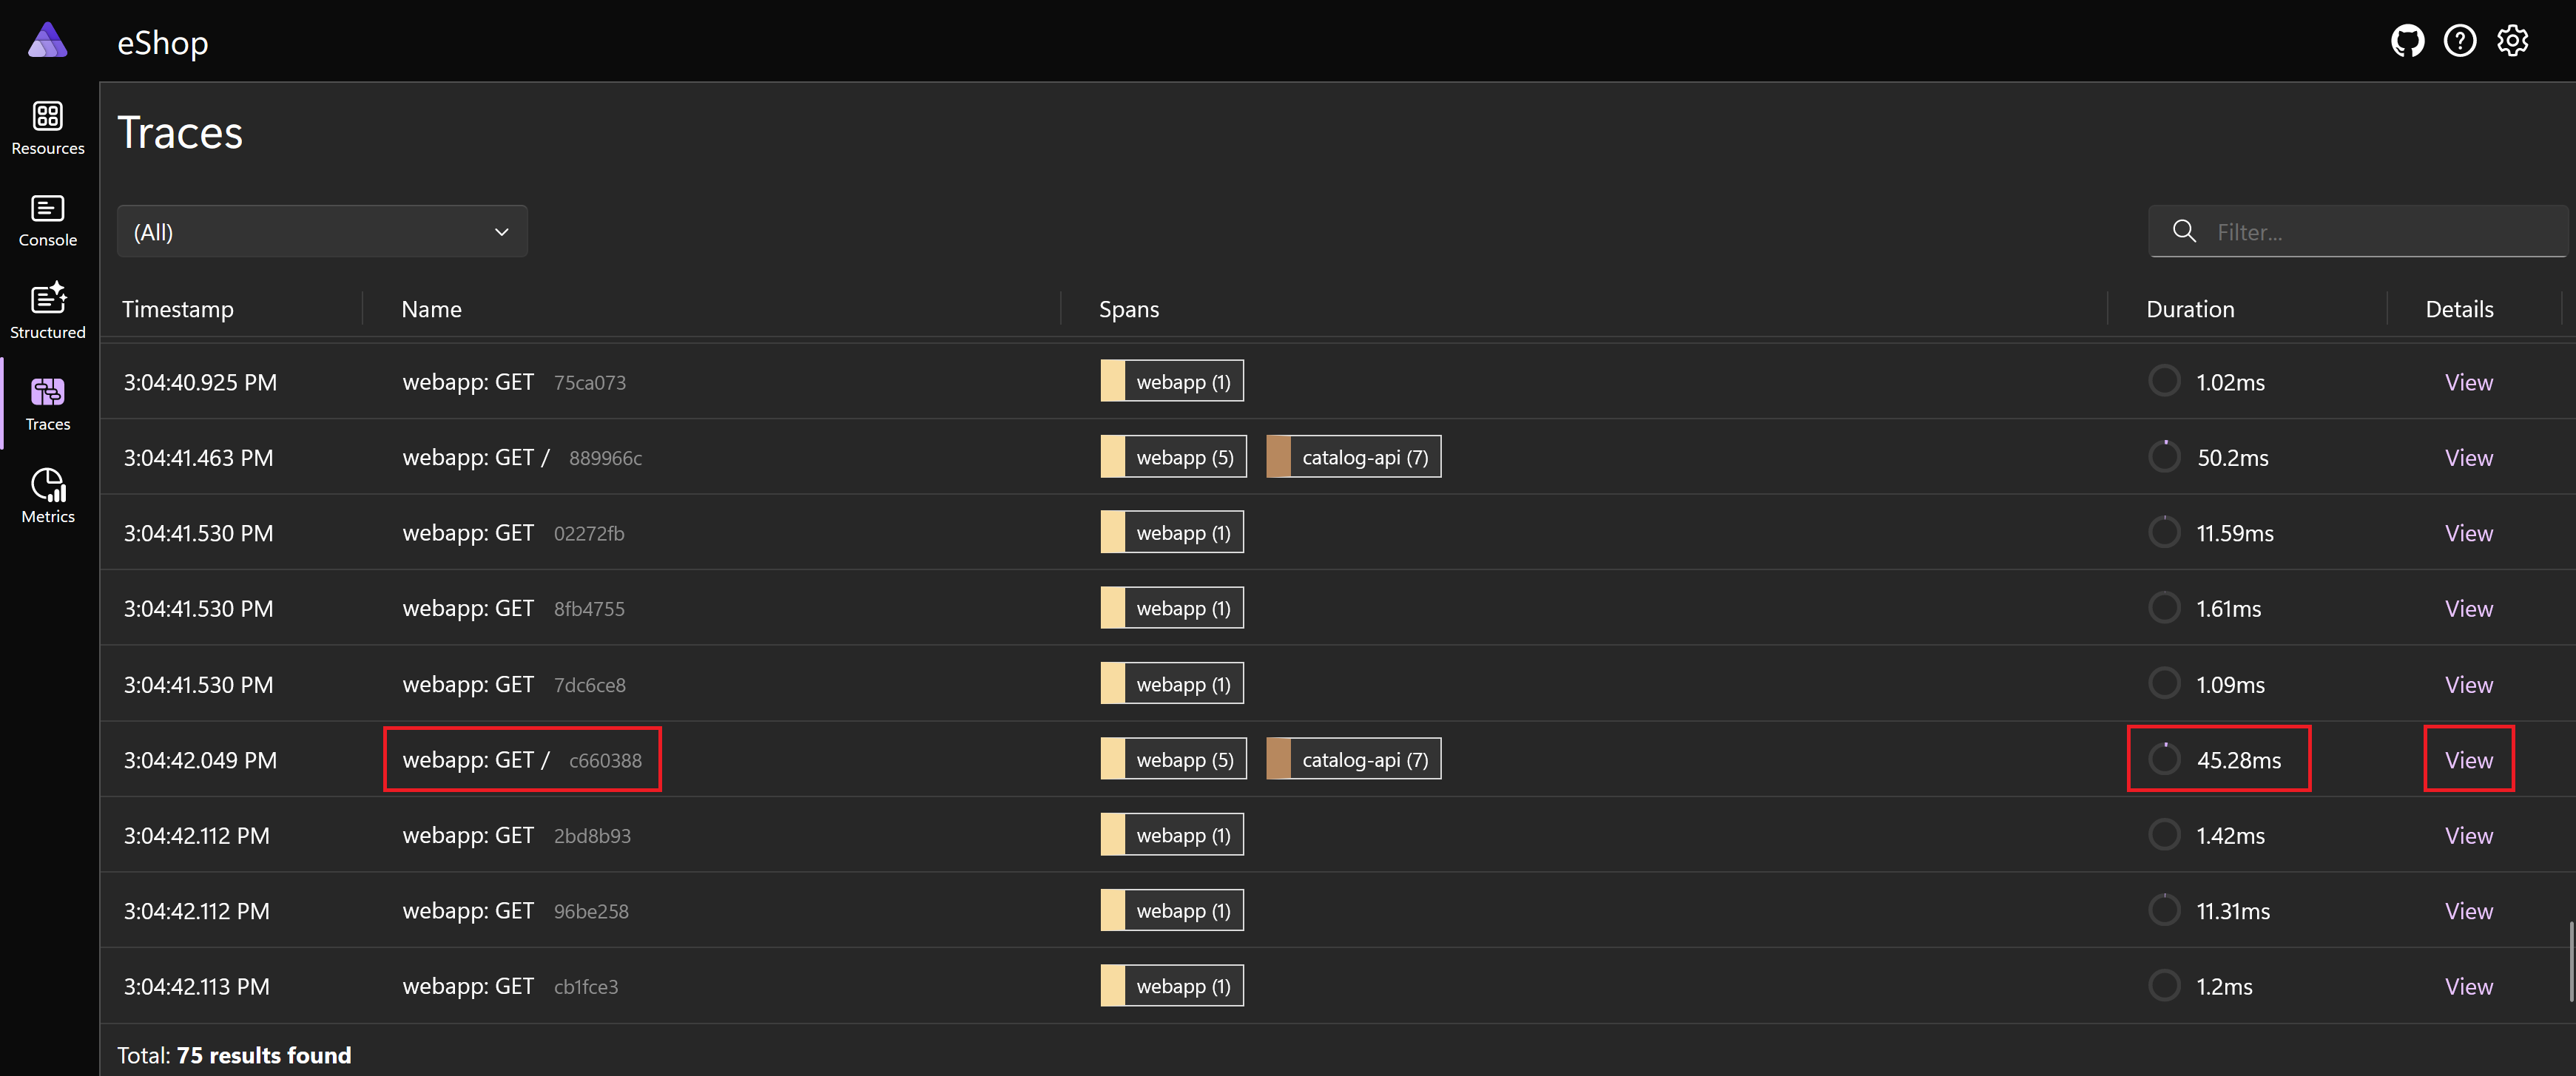 eShop
Resources
Console
Structured
Traces
Metrics
Traces
(All)
Filter...
Timestamp Name Spans Duration Details
3:04:40.925 PM webapp: GET 75ca073 webapp (1) 1.02ms View
3:04:41.463 PM webapp: GET / 889966c webapp (5) catalog-api (7) 50.2ms View
3:04:41.530 PM webapp: GET 02272fb webapp (1) 11.59ms View
3:04:41.530 PM webapp: GET 8fb4755 webapp (1) 1.61ms View
3:04:41.530 PM webapp: GET 7dc6ce8 webapp (1) 1.09ms View
3:04:42.049 PM webapp: GET / c660388 webapp (5) catalog-api (7) 45.28ms View
3:04:42.112 PM webapp: GET 2bd8b93 webapp (1) 1.42ms View
3:04:42.112 PM webapp: GET 96be258 webapp (1) 11.31ms View
3:04:42.113 PM webapp: GET cb1fce3 webapp (1) 1.2ms View
Total: 75 results found